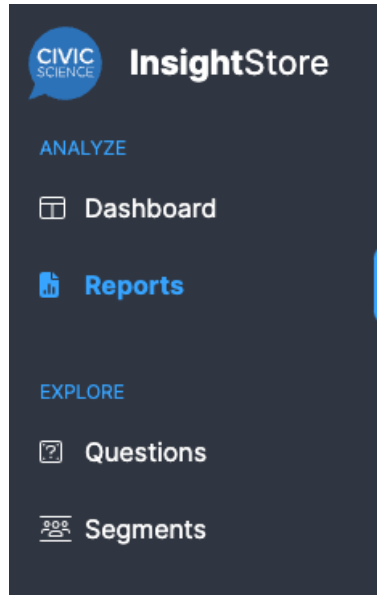 CIVIC
SCIENCE
InsightStore
ANALYZE
Dashboard
Reports
EXPLORE
Questions
Segments